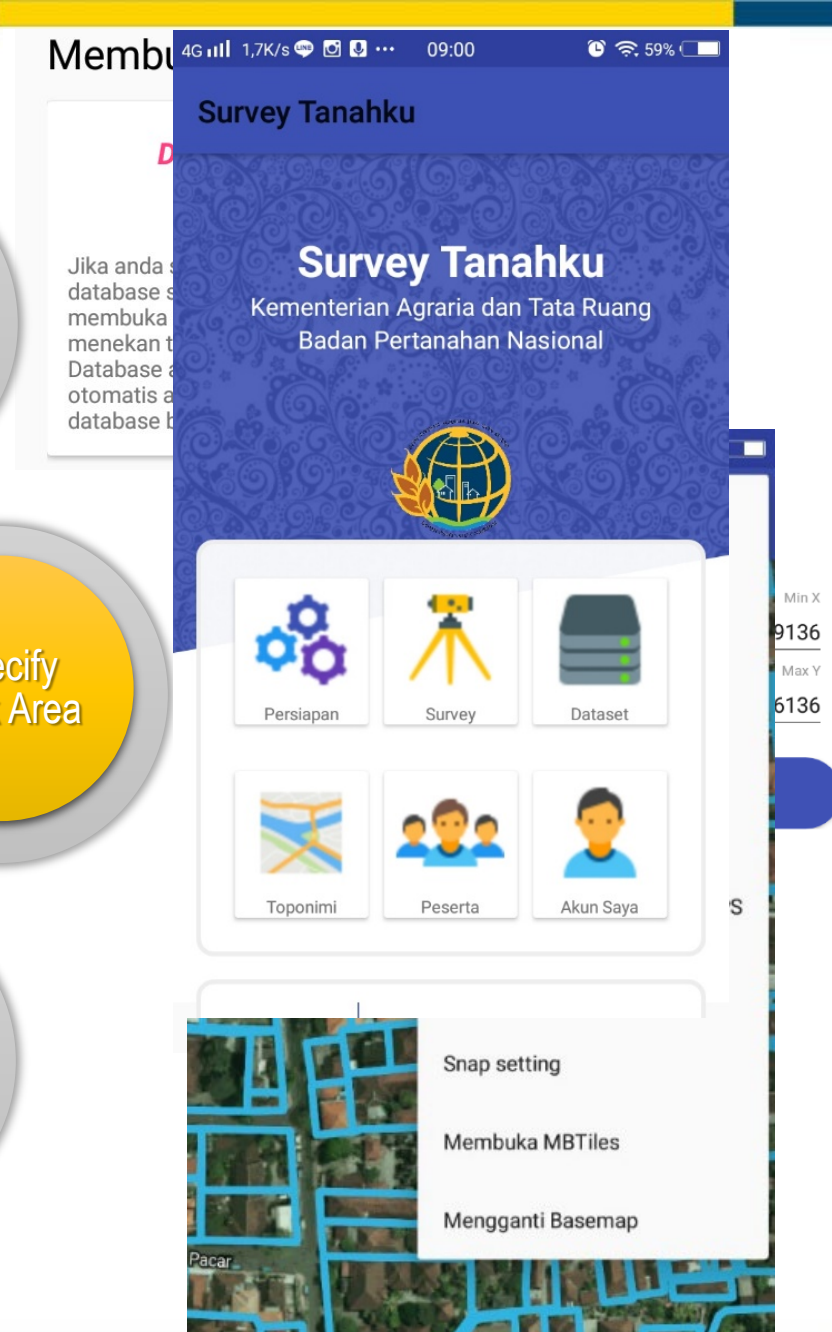 Membu
D
Jika anda s
database s
membuka
menekan t
Database a
otomatis a
database b
4G 1,7K/s LINE ... 09:00 59%
Survey Tanahku
Survey Tanahku
Kementerian Agraria dan Tata Ruang
Badan Pertanahan Nasional
Persiapan
Survey
Dataset
Toponimi
Peserta
Akun Saya
ecify
t Area
Min X
9136
Max Y
6136
PS
Snap setting
Membuka MBTiles
Mengganti Basemap
Pacar